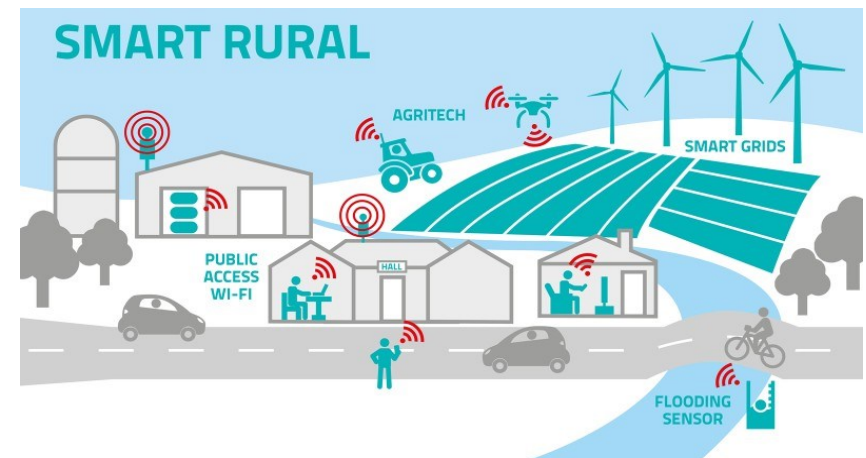 SMART RURAL
AGRITECH
SMART GRIDS
PUBLIC
ACCESS
WI-FI
HALL
FLOODING
SENSOR